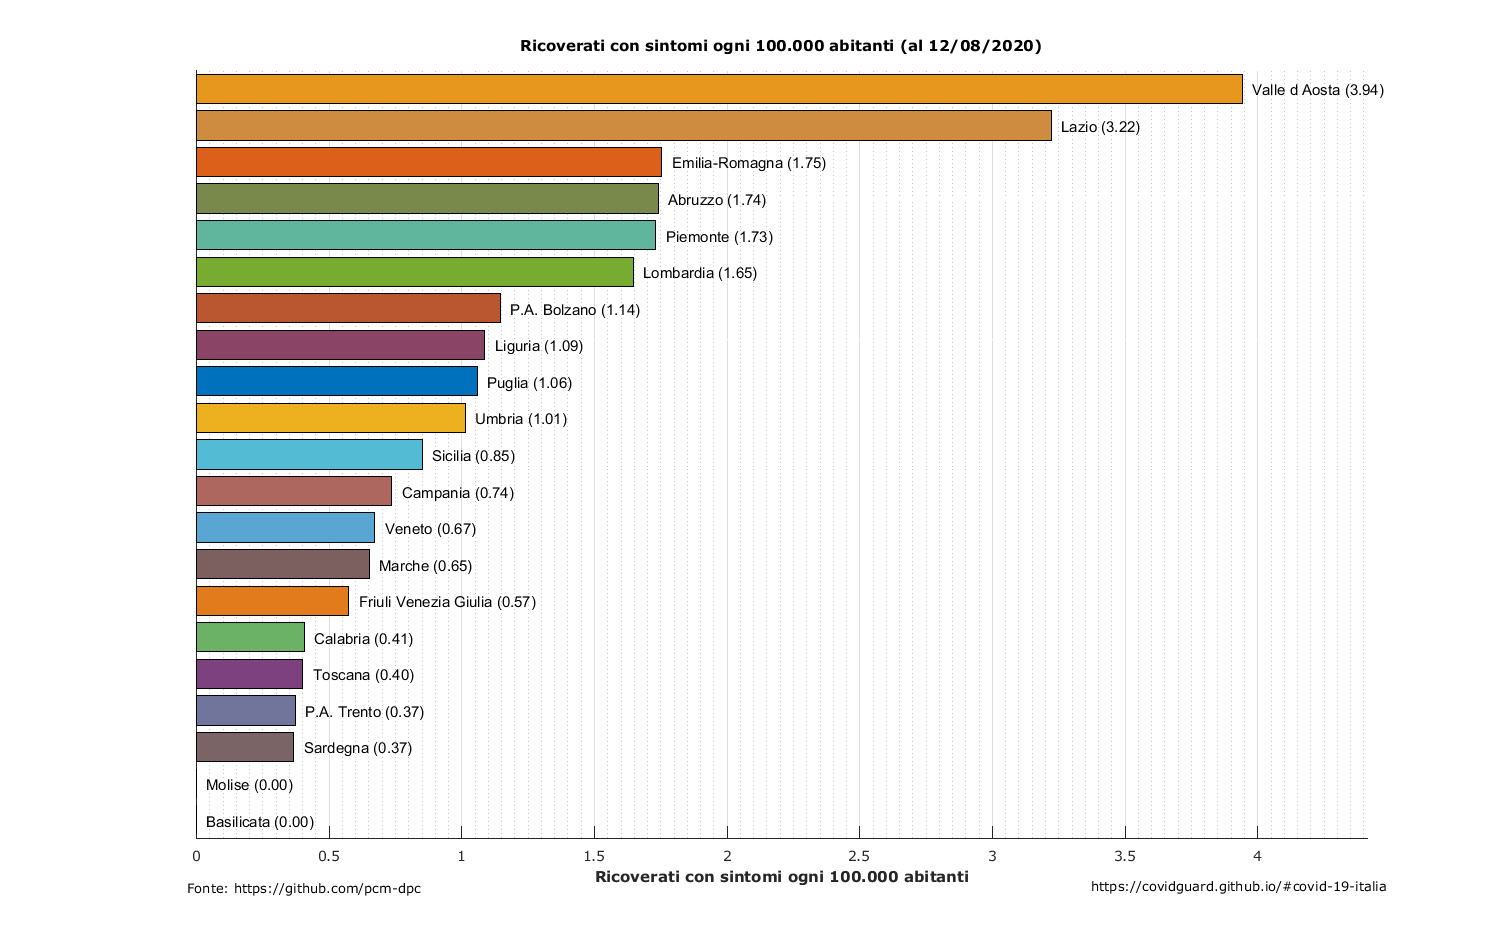 Ricoverati con sintomi ogni 100.000 abitanti (al 12/08/2020)
Valle d Aosta (3.94)
Lazio (3.22)
Emilia-Romagna (1.75)
Abruzzo (1.74)
Piemonte (1.73)
Lombardia (1.65)
P.A. Bolzano (1.14)
Liguria (1.09)
Puglia (1.06)
Umbria (1.01)
Sicilia (0.85)
Campania (0.74)
Veneto (0.67)
Marche (0.65)
Friuli Venezia Giulia (0.57)
Calabria (0.41)
Toscana (0.40)
P.A. Trento (0.37)
Sardegna (0.37)
Molise (0.00)
Basilicata (0.00)
0 0.5 1 1.5 2 2.5 3 3.5 4
Ricoverati con sintomi ogni 100.000 abitanti
Fonte: https://github.com/pcm-dpc
https://covidguard.github.io/#covid-19-italia